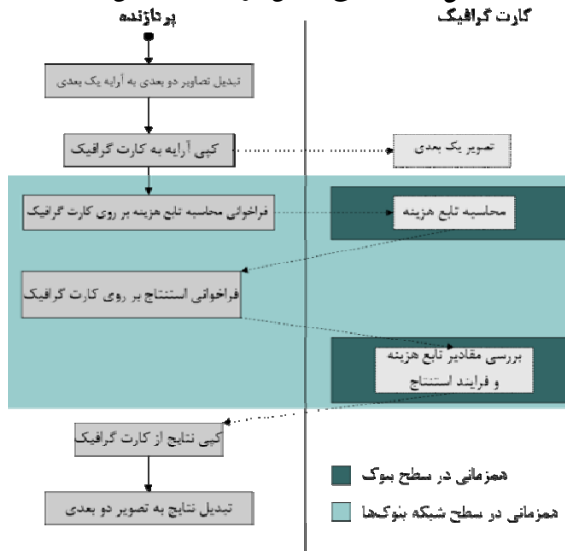 پردازنده
کارت گرافیک
تبدیل تصاویر دو بعدی به آرایه یک بعدی
کپی آرایه به کارت گرافیک
تصویر یک بعدی
فراخوانی محاسبه تابع هزینه بر روی کارت گرافیک
محاسبه تابع هزینه
فراخوانی استنتاج بر روی کارت گرافیک
بررسی مقادیر تابع هزینه
و فرایند استنتاج
کپی نتایج از کارت گرافیک
تبدیل نتایج به تصویر دو بعدی
همزمانی در سطح بلوک
همزمانی در سطح شبکه بلوک‌ها